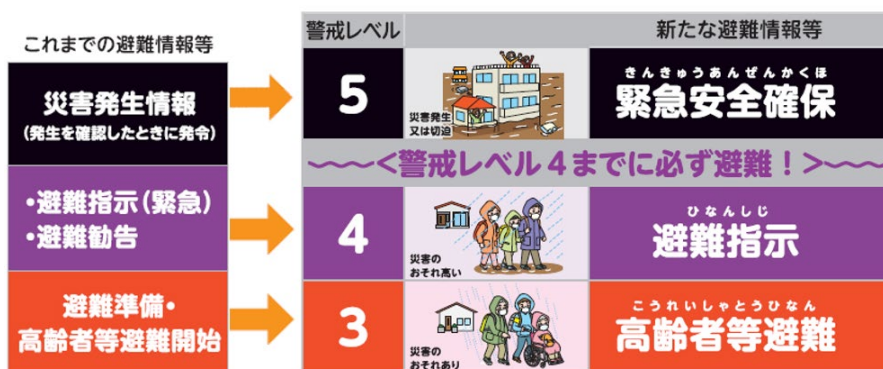 これまでの避難情報等
災害発生情報
(発生を確認したときに発令)
・避難指示(緊急)
・避難勧告
避難準備・
高齢者等避難開始
警戒レベル
新たな避難情報等
5
災害発生
又は切迫
きんきゅうあんぜんかくほ
緊急安全確保
〜〜〜<警戒レベル4までに必ず避難!>〜〜〜
4
災害の
おそれ高い
ひなんしじ
避難指示
3
災害の
おそれあり
こうれいしゃとうひなん
高齢者等避難